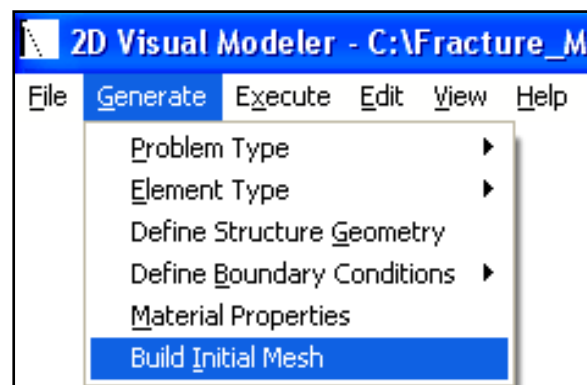 2D Visual Modeler - C:\Fracture_M
File Generate Execute Edit View Help
Problem Type
Element Type
Define Structure Geometry
Define Boundary Conditions
Material Properties
Build Initial Mesh